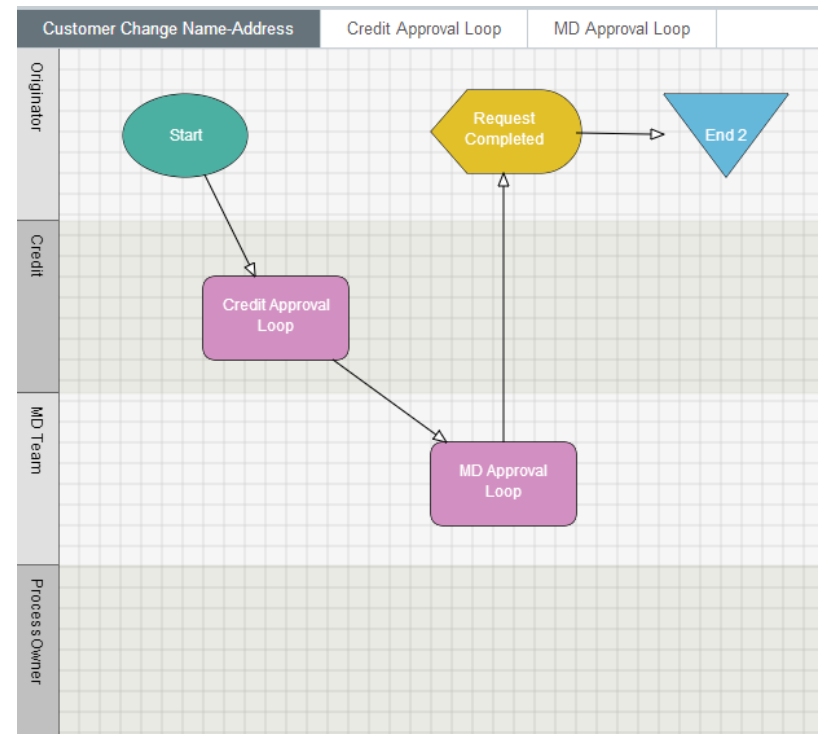 Customer Change Name-Address
Credit Approval Loop
MD Approval Loop
Originator
Start
Request
Completed
End 2
Credit
Credit Approval
Loop
MD Team
MD Approval
Loop
Process Owner